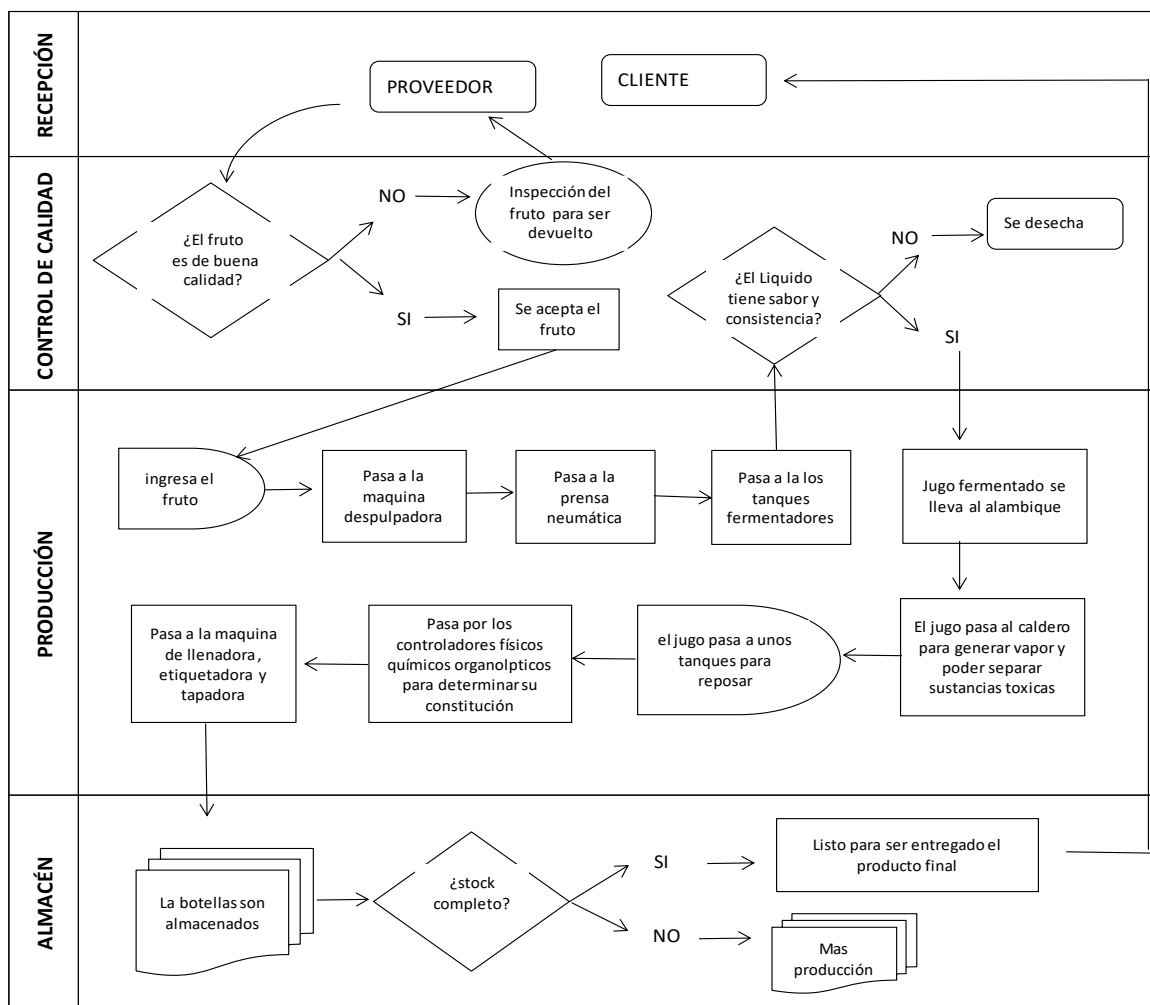 RECEPCIÓN
PROVEEDOR
CLIENTE
CONTROL DE CALIDAD
¿El fruto
es de buena
calidad?
NO
Inspección del
fruto para ser
devuelto
SI
Se acepta el
fruto
¿El Liquido
tiene sabor y
consistencia?
NO
Se desecha
SI
PRODUCCIÓN
ingresa el
fruto
Pasa a la
maquina
despulpadora
Pasa a la
prensa
neumática
Pasa a la los
tanques
fermentadores
Jugo fermentado se
lleva al alambique
El jugo pasa al caldero
para generar vapor y
poder separar
sustancias toxicas
el jugo pasa a unos
tanques para
reposar
Pasa por los
controladores físicos
químicos organolpticos
para determinar su
constitución
Pasa a la maquina
de llenadora,
etiquetadora y
tapadora
ALMACÉN
La botellas son
almacenados
¿stock
completo?
SI
Listo para ser entregado el
producto final
NO
Mas
producción